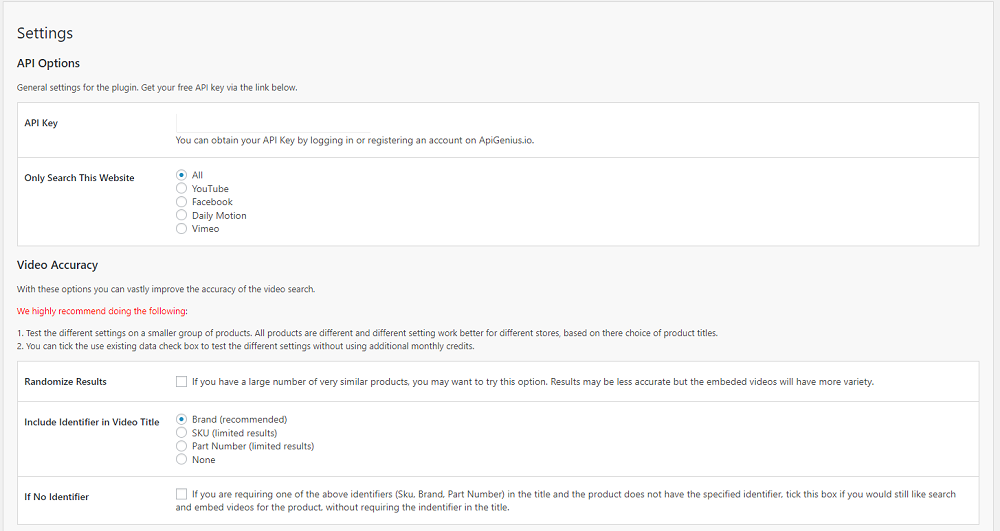 Settings
API Options
General settings for the plugin. Get your free API key via the link below.
API Key
You can obtain your API Key by logging in or registering an account on ApiGenius.io.
Only Search This Website
All
YouTube
Facebook
Daily Motion
Vimeo
Video Accuracy
With these options you can vastly improve the accuracy of the video search.
We highly recommend doing the following:
1. Test the different settings on a smaller group of products. All products are different and different setting work better for different stores, based on there choice of product titles.
2. You can tick the use existing data check box to test the different settings without using additional monthly credits.
Randomize Results
If you have a large number of very similar products, you may want to try this option. Results may be less accurate but the embeded videos will have more variety.
Include Identifier in Video Title
Brand (recommended)
SKU (limited results)
Part Number (limited results)
None
If No Identifier
If you are requiring one of the above identifiers (Sku, Brand, Part Number) in the title and the product does not have the specified identifier, tick this box if you would still like search
and embed videos for the product, without requiring the indentifier in the title.